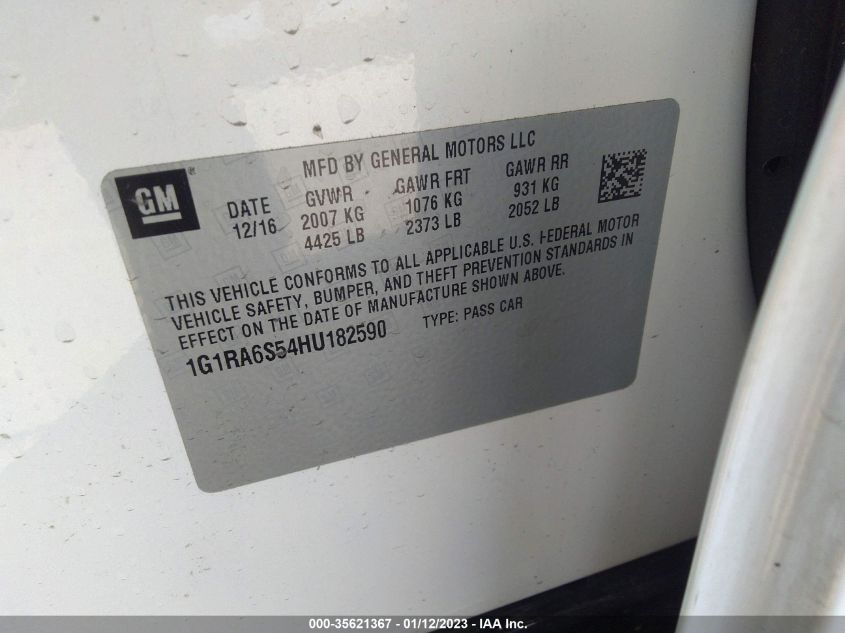 MFD BY GENERAL MOTORS LLC
GM
DATE GVWR GAWR FRT GAWR RR
12/16 2007 KG 1076 KG 931 KG
4425 LB 2373 LB 2052 LB
THIS VEHICLE CONFORMS TO ALL APPLICABLE U.S. FEDERAL MOTOR
VEHICLE SAFETY, BUMPER, AND THEFT PREVENTION STANDARDS IN
EFFECT ON THE DATE OF MANUFACTURE SHOWN ABOVE.
1G1RA6S54HU182590 TYPE: PASS CAR
000-35621367 - 01/12/2023 - IAA Inc.